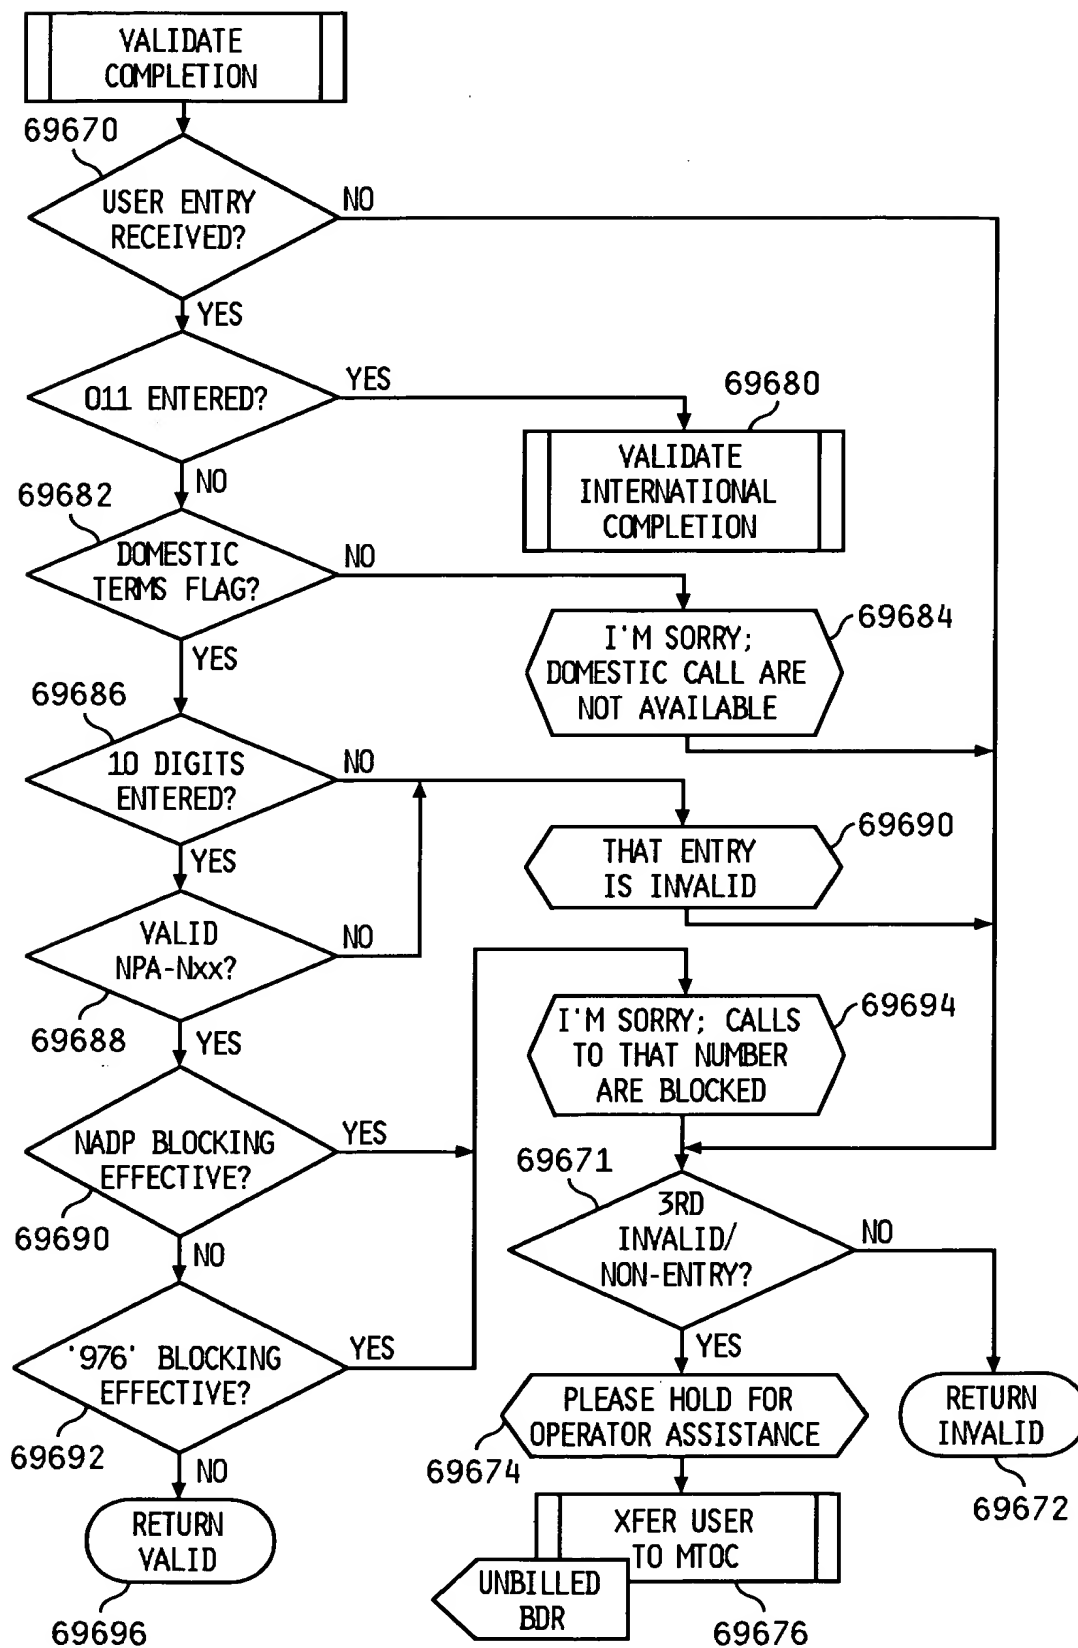 VALIDATE
COMPLETION
69670
USER ENTRY
RECEIVED?
NO
YES
011 ENTERED?
YES
69680
VALIDATE
INTERNATIONAL
COMPLETION
NO
69682
DOMESTIC
TERMS FLAG?
NO
69684
I'M SORRY;
DOMESTIC CALL ARE
NOT AVAILABLE
YES
69686
10 DIGITS
ENTERED?
NO
69690
THAT ENTRY
IS INVALID
YES
VALID
NPA-Nxx?
NO
69688
YES
69694
I'M SORRY; CALLS
TO THAT NUMBER
ARE BLOCKED
NADP BLOCKING
EFFECTIVE?
YES
69690
NO
69671
3RD
INVALID/
NON-ENTRY?
NO
YES
'976' BLOCKING
EFFECTIVE?
YES
69692
NO
PLEASE HOLD FOR
OPERATOR ASSISTANCE
69674
RETURN
INVALID
69672
RETURN
VALID
69696
XFER USER
TO MTOC
UNBILLED
BDR
69676